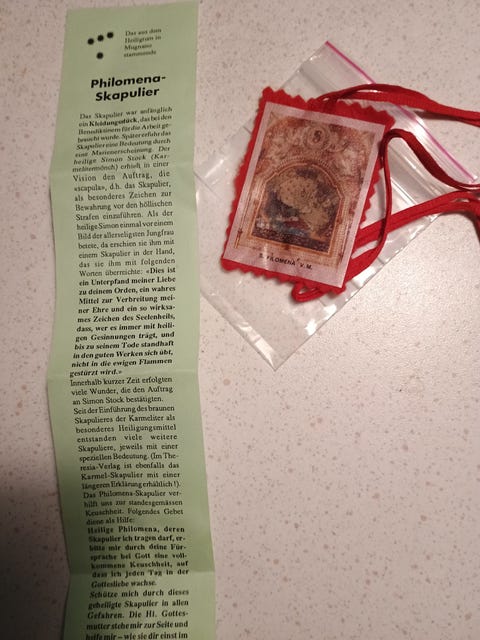 Das aus dem
Heiligtum in
Mugnano
stammende
Philomena-
Skapulier
Das Skapulier war anfänglich
ein Kleidungsstück, das bei den
Benediktinern für die Arbeit ge-
braucht wurde. Später erfuhr das
Skapulier eine Bedeutung durch
eine Marienerscheinung. Der
heilige Simon Stock (Kar-
melitenmönch) erhielt in einer
Vision den Auftrag, die
«scapula», d.h. das Skapulier,
als besonderes Zeichen zur
Bewahrung vor den höllischen
Strafen einzuführen. Als der
heilige Simon einmal vor einem
Bild der allerseligsten Jungfrau
betete, da erschien sie ihm mit
einem Skapulier in der Hand,
das sie ihm mit folgenden
Worten überreichte: «Dies ist
ein Unterpfand meiner Liebe
zu deinem Orden, ein wahres
Mittel zur Verbreitung mei-
ner Ehre und ein so wirksa-
mes Zeichen des Seelenheils,
dass, wer es immer mit heili-
gen Gesinnungen trägt, und
bis zu seinem Tode standhaft
in den guten Werken sich übt,
nicht in die ewigen Flammen
gestürzt wird.»
Innerhalb kurzer Zeit erfolgten
viele Wunder, die den Auftrag
an Simon Stock bestätigten.
Seit der Einführung des braunen
Skapulieres der Karmeliter als
besonderes Heiligungsmittel
entstanden viele weitere
Skapuliere, jeweils mit einer
speziellen Bedeutung. (Im The-
resia-Verlag ist ebenfalls das
Karmel-Skapulier mit einer
längeren Erklärung erhältlich!).
Das Philomena-Skapulier ver-
hilft uns zur standesgemässen
Keuschheit. Folgendes Gebet
diene als Hilfe:
Heilige Philomena, deren
Skapulier ich tragen darf, er-
bitte mir durch deine Für-
sprache bei Gott eine voll-
kommene Keuschheit, auf
dass ich jeden Tag in der
Gottesliebe wachse.
Schütze mich durch dieses
geheiligte Skapulier in allen
Gefahren. Die Hl. Gottes-
mutter stehe mir zur Seite und
helfe mir – wie sie dir einst im
S. FILOMENA V. M.